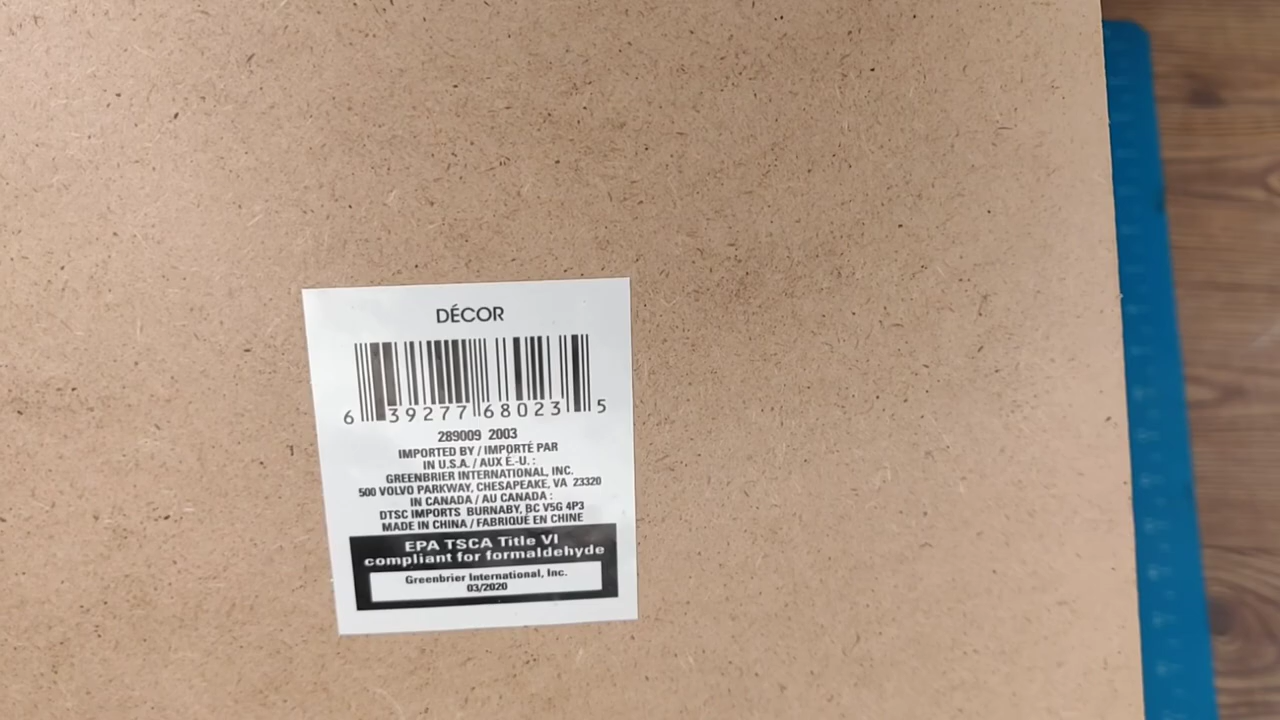 DÉCOR
6 39277 68023 5
289009 2003
IMPORTED BY / IMPORTÉ PAR
IN U.S.A. / AUX É.-U. :
GREENBRIER INTERNATIONAL, INC.
500 VOLVO PARKWAY, CHESAPEAKE, VA 23320
IN CANADA / AU CANADA :
DTSC IMPORTS BURNABY, BC V5G 4P3
MADE IN CHINA / FABRIQUÉ EN CHINE
EPA TSCA Title VI
compliant for formaldehyde
Greenbrier International, Inc.
03/2020